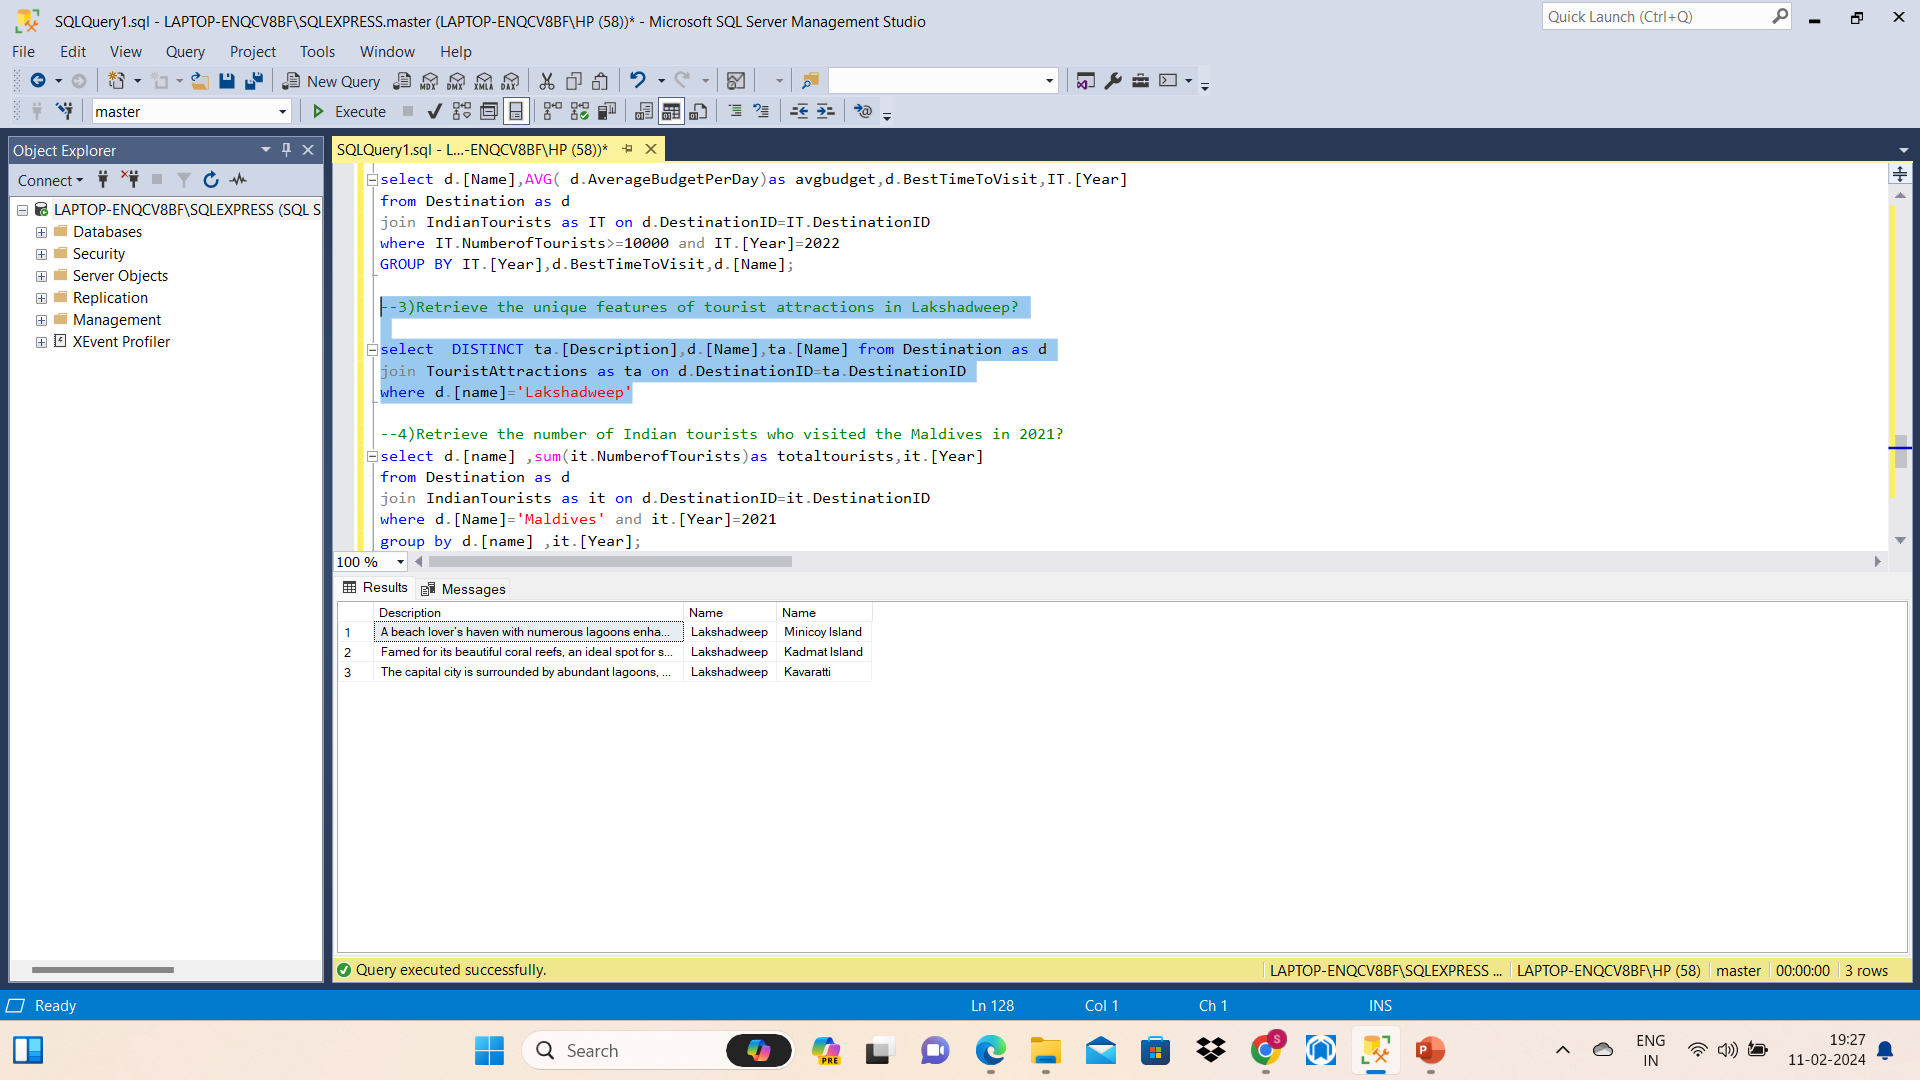 SQLQuery1.sql - LAPTOP-ENQCV8BF\SQLEXPRESS.master (LAPTOP-ENQCV8BF\HP (58))* - Microsoft SQL Server Management Studio
Quick Launch (Ctrl+Q)
File Edit View Query Project Tools Window Help
New Query MDX DMX XMLA DAX
master Execute
Object Explorer
SQLQuery1.sql - L...-ENQCV8BF\HP (58))*
Connect
LAPTOP-ENQCV8BF\SQLEXPRESS (SQL S
Databases
Security
Server Objects
Replication
Management
XEvent Profiler
select d.[Name],AVG( d.AverageBudgetPerDay)as avgbudget,d.BestTimeToVisit,IT.[Year]
from Destination as d
join IndianTourists as IT on d.DestinationID=IT.DestinationID
where IT.NumberofTourists>=10000 and IT.[Year]=2022
GROUP BY IT.[Year],d.BestTimeToVisit,d.[Name];
--3)Retrieve the unique features of tourist attractions in Lakshadweep?
select  DISTINCT ta.[Description],d.[Name],ta.[Name] from Destination as d
join TouristAttractions as ta on d.DestinationID=ta.DestinationID
where d.[name]='Lakshadweep'
--4)Retrieve the number of Indian tourists who visited the Maldives in 2021?
select d.[name] ,sum(it.NumberofTourists)as totaltourists,it.[Year]
from Destination as d
join IndianTourists as it on d.DestinationID=it.DestinationID
where d.[Name]='Maldives' and it.[Year]=2021
group by d.[name] ,it.[Year];
100 %
Results Messages
Description Name Name
1 A beach lover's haven with numerous lagoons enha... Lakshadweep Minicoy Island
2 Famed for its beautiful coral reefs, an ideal spot for s... Lakshadweep Kadmat Island
3 The capital city is surrounded by abundant lagoons, ... Lakshadweep Kavaratti
Query executed successfully. LAPTOP-ENQCV8BF\SQLEXPRESS ... LAPTOP-ENQCV8BF\HP (58) master 00:00:00 3 rows
Ready Ln 128 Col 1 Ch 1 INS
Search PRE S P ENG 19:27
IN 11-02-2024